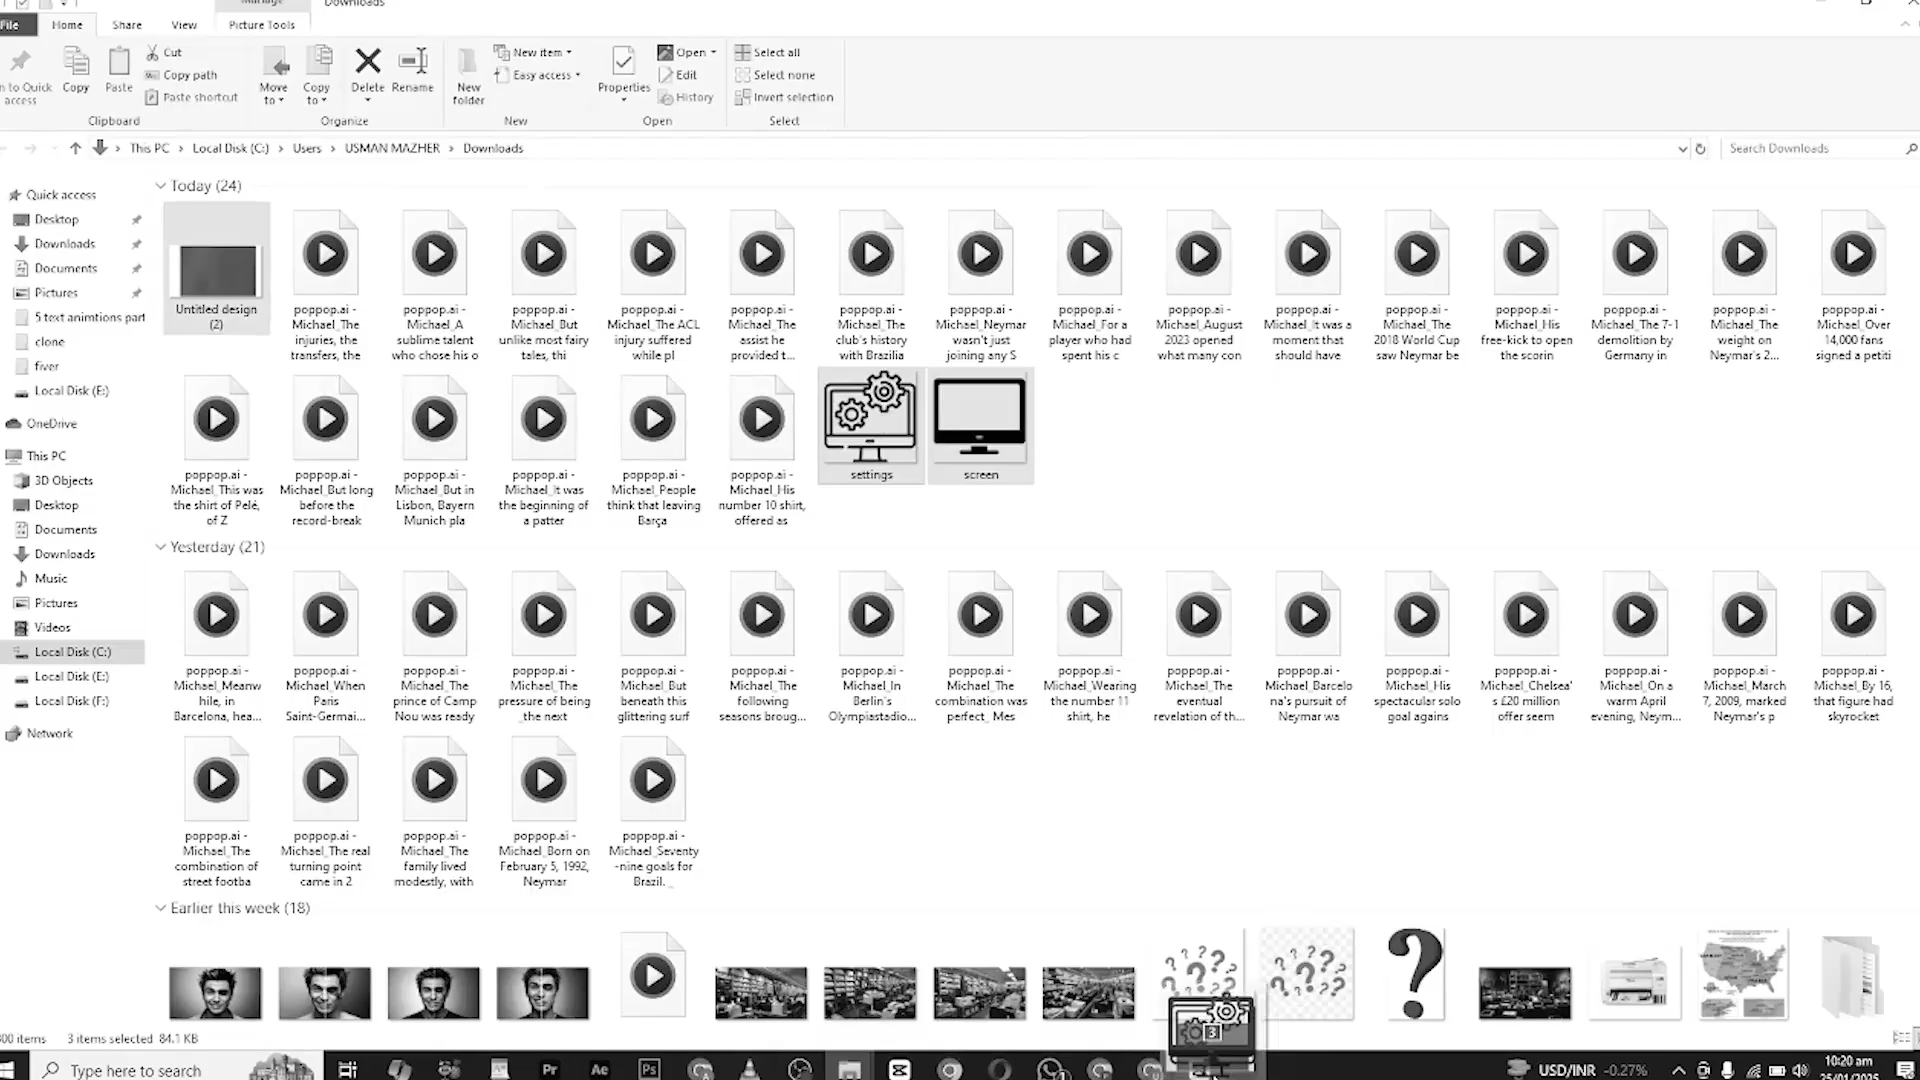 Manage
Downloads
File
Home
Share
View
Picture Tools
Cut
Copy path
Paste shortcut
n to Quick
access
Copy
Paste
Move
to
Copy
to
Delete
Rename
New
folder
New item
Easy access
Properties
Open
Edit
History
Select all
Select none
Invert selection
Clipboard
Organize
New
Open
Select
This PC > Local Disk (C:) > Users > USMAN MAZHER > Downloads
Search Downloads
Quick access
Desktop
Downloads
Documents
Pictures
5 text animtions part
clone
fiver
Local Disk (E:)
OneDrive
This PC
3D Objects
Desktop
Documents
Downloads
Music
Pictures
Videos
Local Disk (C:)
Local Disk (E:)
Local Disk (F:)
Network
Today (24)
Untitled design
(2)
poppop.ai -
Michael_The
injuries, the
transfers, the
poppop.ai -
Michael_A
sublime talent
who chose his o
poppop.ai -
Michael_But
unlike most fairy
tales, thi
poppop.ai -
Michael_The ACL
injury suffered
while pl
poppop.ai -
Michael_The
assist he
provided t...
poppop.ai -
Michael_The
club's history
with Brazilia
poppop.ai -
Michael_Neymar
wasn't just
joining any S
poppop.ai -
Michael_For a
player who had
spent his c
poppop.ai -
Michael_August
2023 opened
what many con
poppop.ai -
Michael_It was a
moment that
should have
poppop.ai -
Michael_The
2018 World Cup
saw Neymar be
poppop.ai -
Michael_His
free-kick to open
the scorin
poppop.ai -
Michael_The 7-1
demolition by
Germany in
poppop.ai -
Michael_The
weight on
Neymar's 2...
poppop.ai -
Michael_Over
14,000 fans
signed a petiti
poppop.ai -
Michael_This was
the shirt of Pelé,
of Z
poppop.ai -
Michael_But long
before the
record-break
poppop.ai -
Michael_But in
Lisbon, Bayern
Munich pla
poppop.ai -
Michael_It was
the beginning of
a patter
poppop.ai -
Michael_People
think that leaving
Barça
poppop.ai -
Michael_His
number 10 shirt,
offered as
settings
screen
Yesterday (21)
poppop.ai -
Michael_Meanw
hile, in
Barcelona, hea...
poppop.ai -
Michael_When
Paris
Saint-Germai...
poppop.ai -
Michael_The
prince of Camp
Nou was ready
poppop.ai -
Michael_The
pressure of being
_the next
poppop.ai -
Michael_But
beneath this
glittering surf
poppop.ai -
Michael_The
following
seasons broug...
poppop.ai -
Michael_In
Berlin's
Olympiastadio...
poppop.ai -
Michael_The
combination was
perfect_ Mes
poppop.ai -
Michael_Wearing
the number 11
shirt, he
poppop.ai -
Michael_The
eventual
revelation of th...
poppop.ai -
Michael_Barcelo
na's pursuit of
Neymar wa
poppop.ai -
Michael_His
spectacular solo
goal agains
poppop.ai -
Michael_Chelsea'
s £20 million
offer seem
poppop.ai -
Michael_On a
warm April
evening, Neym...
poppop.ai -
Michael_March
7, 2009, marked
Neymar's p
poppop.ai -
Michael_By 16,
that figure had
skyrocket
poppop.ai -
Michael_The
combination of
street footba
poppop.ai -
Michael_The real
turning point
came in 2
poppop.ai -
Michael_The
family lived
modestly, with
poppop.ai -
Michael_Born on
February 5, 1992,
Neymar
poppop.ai -
Michael_Seventy
-nine goals for
Brazil. _
Earlier this week (18)
3
00 items
3 items selected 84.1 KB
Type here to search
Pr
Ae
Ps
USD/INR -0.27%
10:20 am
25/01/2025